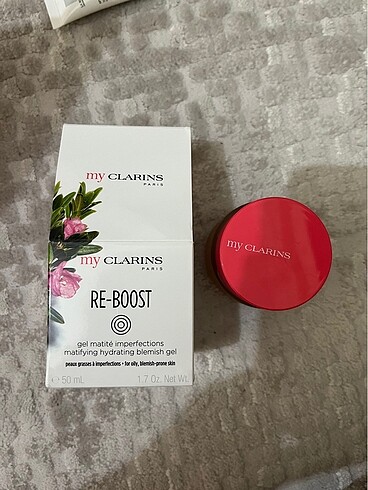 my CLARINS
PARIS
my CLARINS
PARIS
RE-BOOST
gel matité imperfections
matifying hydrating blemish gel
peaux grasses à imperfections • for oily, blemish-prone skin
℮ 50 mL
1.7 Oz. Net Wt.
my CLARINS